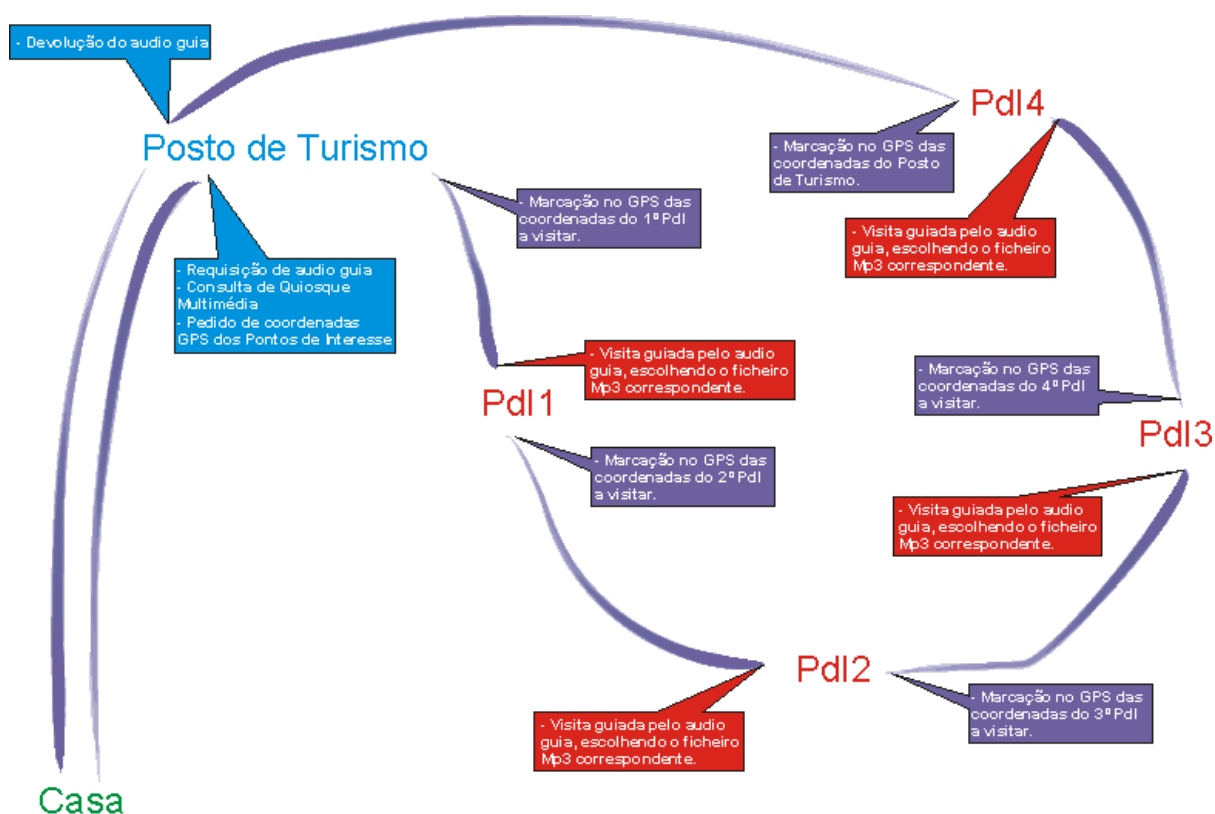 - Devolução do audio guia
PdI4
Posto de Turismo
- Marcação no GPS das
coordenadas do Posto
de Turismo.
- Marcação no GPS das
coordenadas do 1º PdI
a visitar.
- Visita guiada pelo audio
guia, escolhendo o ficheiro
Mp3 correspondente.
- Requisição de audio guia
- Consulta de Quiosque
Multimédia
- Pedido de coordenadas
GPS dos Pontos de Interesse
- Visita guiada pelo audio
guia, escolhendo o ficheiro
Mp3 correspondente.
- Marcação no GPS das
coordenadas do 4º PdI
a visitar.
PdI1
PdI3
- Marcação no GPS das
coordenadas do 2º PdI
a visitar.
- Visita guiada pelo audio
guia, escolhendo o ficheiro
Mp3 correspondente.
PdI2
- Marcação no GPS das
coordenadas do 3º PdI
a visitar.
- Visita guiada pelo audio
guia, escolhendo o ficheiro
Mp3 correspondente.
Casa